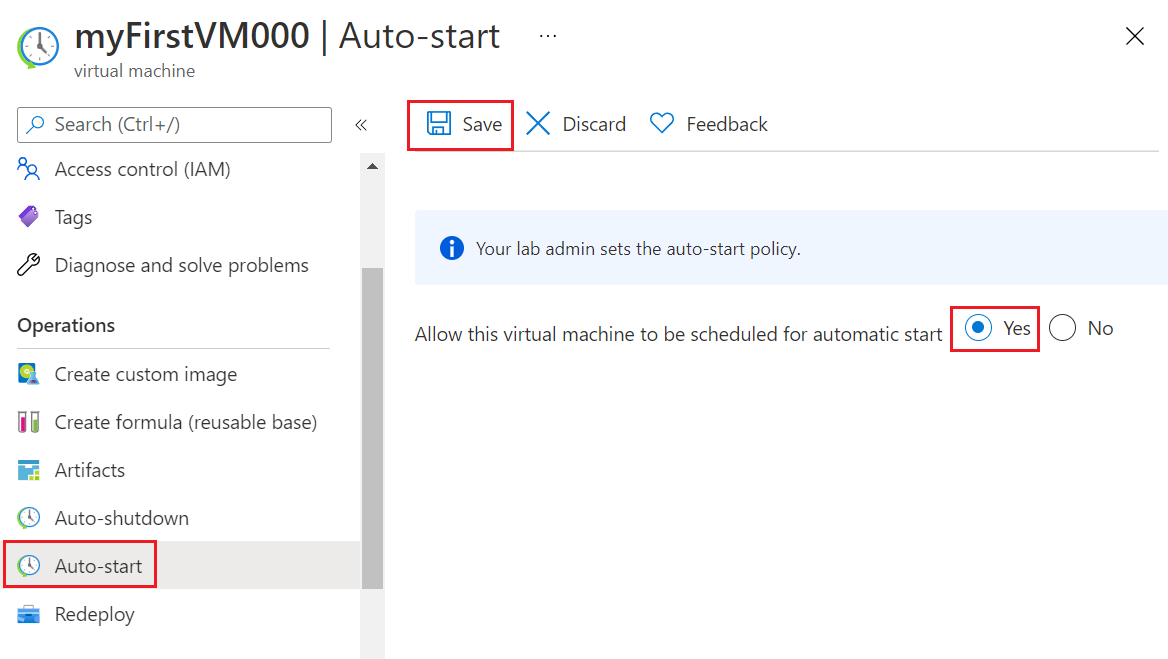 myFirstVM000 | Auto-start ...
virtual machine
Search (Ctrl+/)
«
Access control (IAM)
Tags
Diagnose and solve problems
Operations
Create custom image
Create formula (reusable base)
Artifacts
Auto-shutdown
Auto-start
Redeploy
Save Discard Feedback
Your lab admin sets the auto-start policy.
Allow this virtual machine to be scheduled for automatic start Yes No